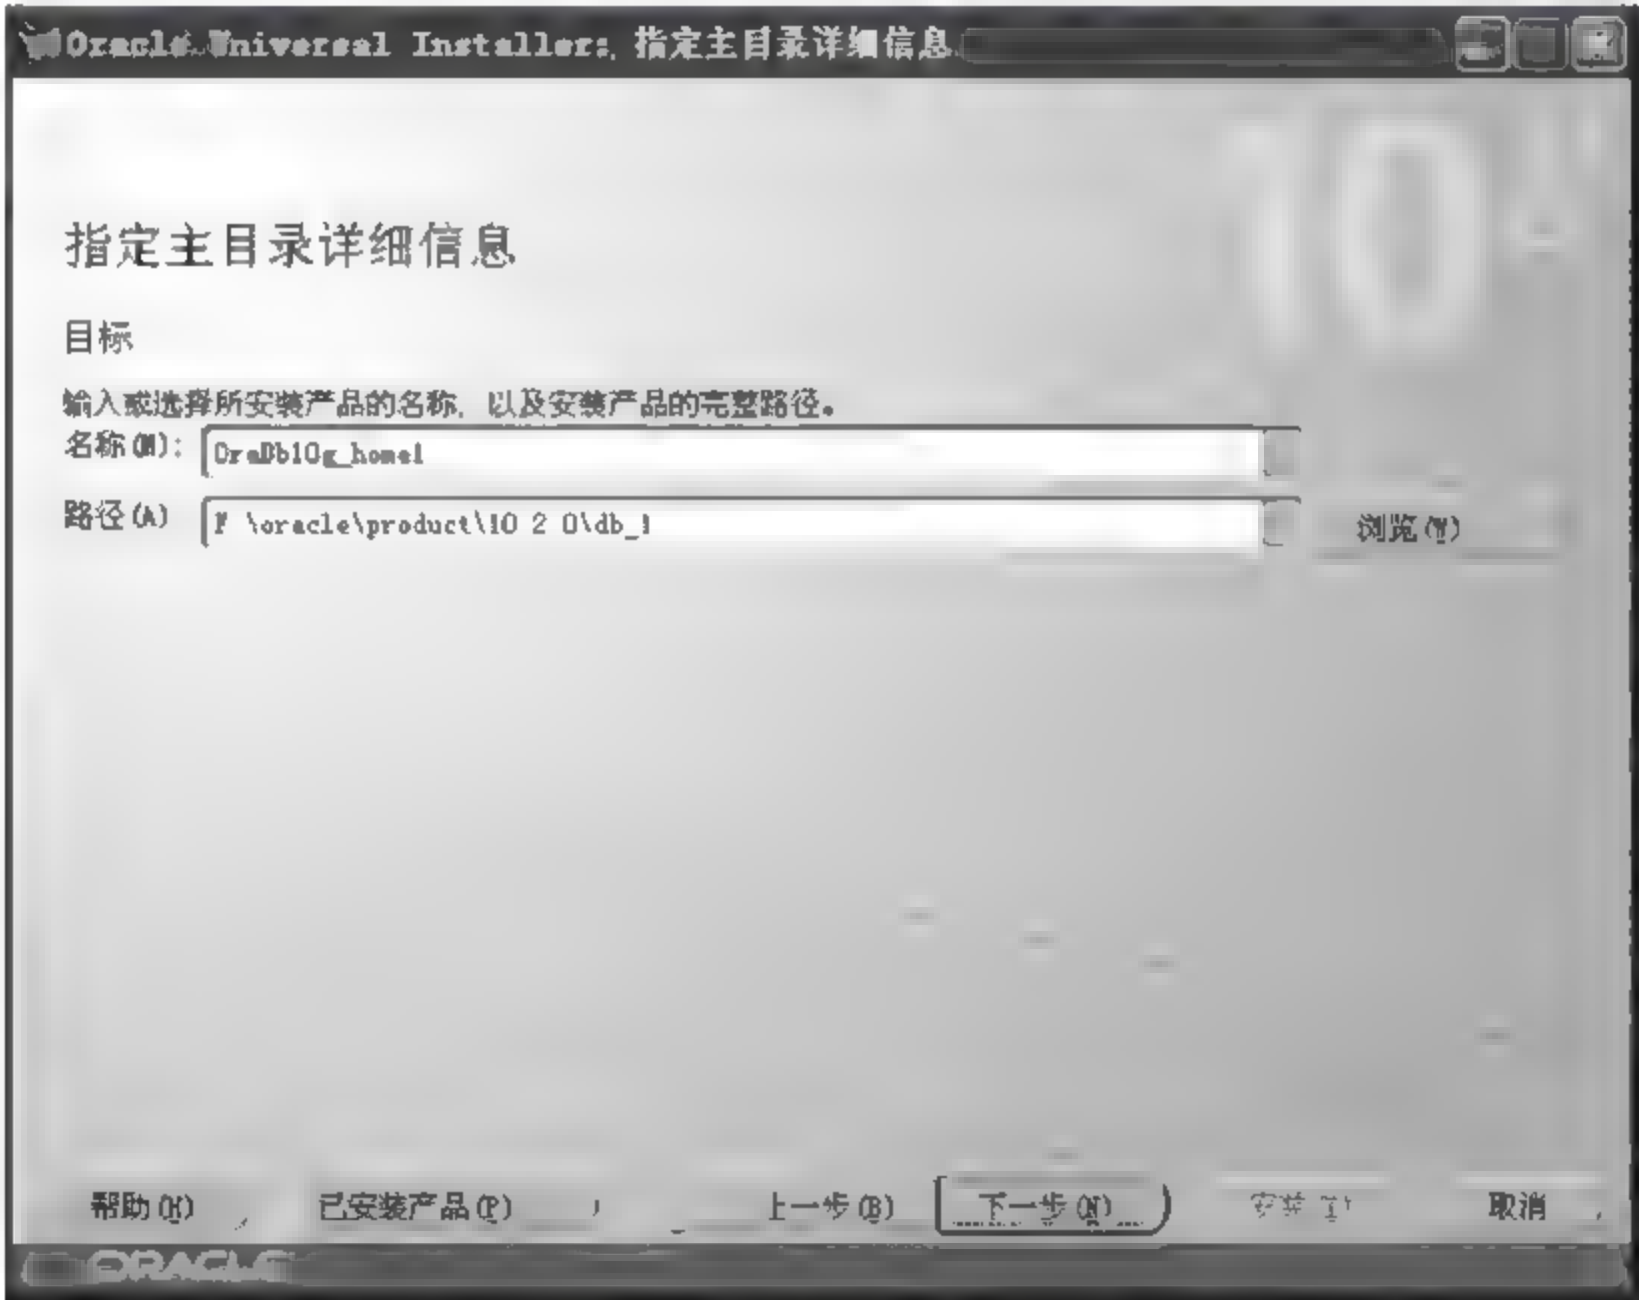 Oracle Universal Installer: 指定主目录详细信息
10g
指定主目录详细信息
目标
输入或选择所安装产品的名称, 以及安装产品的完整路径。
名称(M): OraDb10g_home1
路径(A) F \oracle\product\10 2 0\db_1 浏览(W)
帮助(H) 已安装产品(P) 上一步(B) 下一步(N) 安装(I) 取消
ORACLE